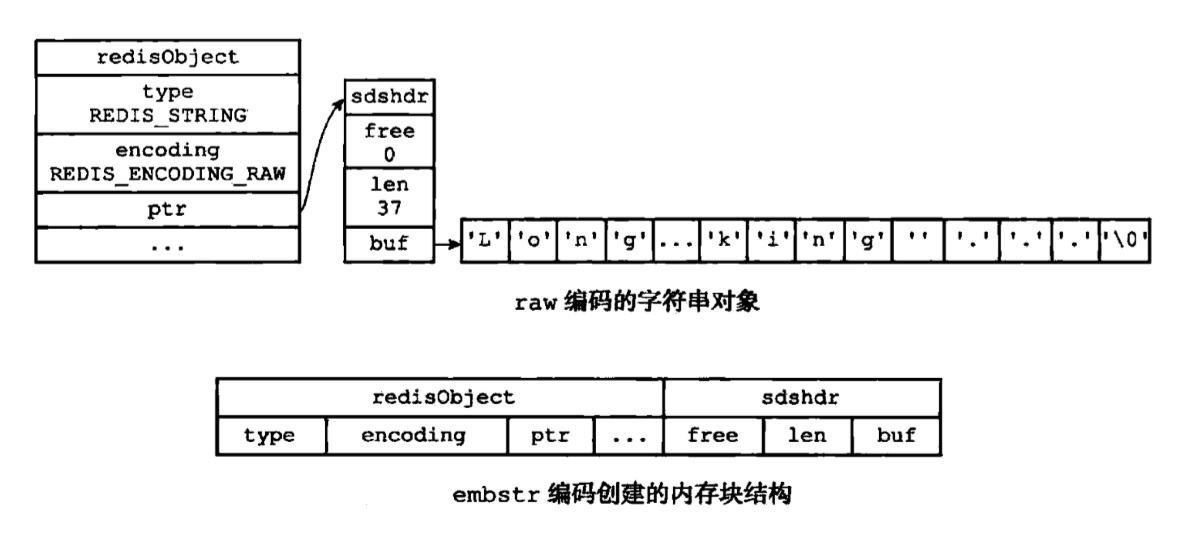 redisObject
type
REDIS_STRING
encoding
REDIS_ENCODING_RAW
ptr
...
sdshdr
free
0
len
37
buf
'L' 'o' 'n' 'g' ... 'k' 'i' 'n' 'g' '' '.' '.' '.' '\0'
raw 编码的字符串对象
redisObject sdshdr
type encoding ptr ... free len buf
embstr 编码创建的内存块结构